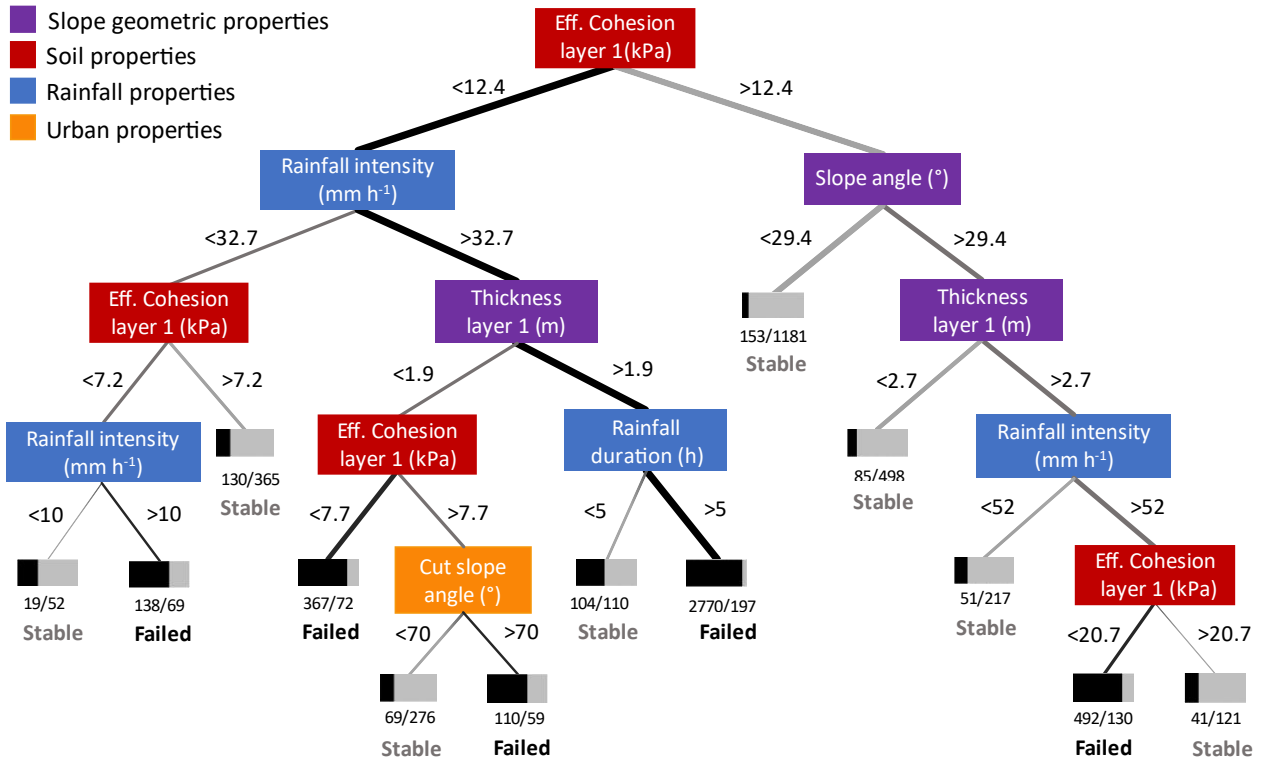 Slope geometric properties
Soil properties
Rainfall properties
Urban properties
Eff. Cohesion
layer 1(kPa)
<12.4
>12.4
Rainfall intensity
(mm h⁻¹)
Slope angle (°)
<32.7
>32.7
<29.4
>29.4
Eff. Cohesion
layer 1 (kPa)
Thickness
layer 1 (m)
153/1181
Stable
Thickness
layer 1 (m)
<7.2
>7.2
<1.9
>1.9
<2.7
>2.7
Rainfall intensity
(mm h⁻¹)
130/365
Stable
Eff. Cohesion
layer 1 (kPa)
Rainfall
duration (h)
85/498
Stable
Rainfall intensity
(mm h⁻¹)
<10
>10
<7.7
>7.7
<5
>5
<52
>52
19/52
Stable
138/69
Failed
367/72
Failed
Cut slope
angle (°)
104/110
Stable
2770/197
Failed
51/217
Stable
Eff. Cohesion
layer 1 (kPa)
<70
>70
<20.7
>20.7
69/276
Stable
110/59
Failed
492/130
Failed
41/121
Stable